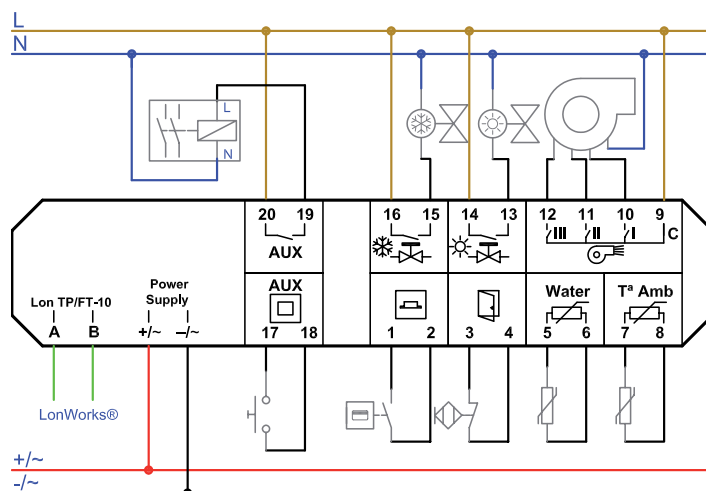 L
N
L
N
20 19
16 15
14 13
12 11 10 9
III II I C
AUX
AUX
17 18
Lon TP/FT-10
A B
Power
Supply
+/~ –/~
1 2
3 4
Water
5 6
Tª Amb
7 8
LonWorks®
+/~
-/~